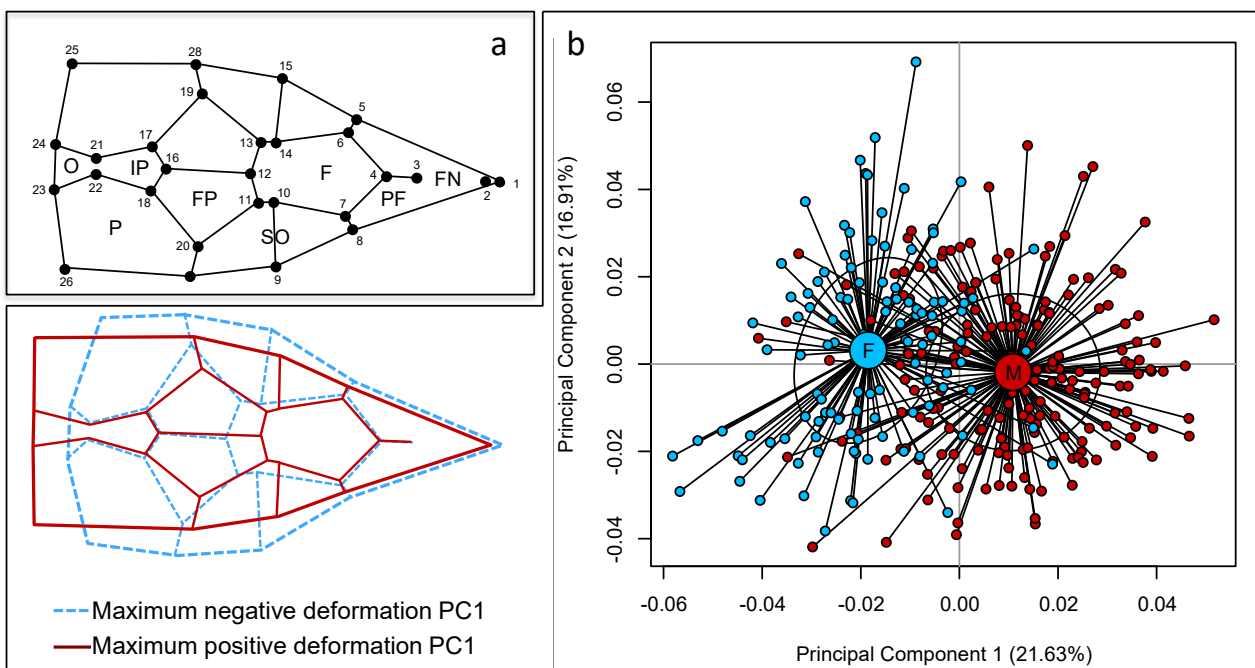 a
25
28
15
19
5
6
24
21
17
13
14
O
IP
16
F
3
4
12
FN
1
2
23
22
18
FP
11
10
7
PF
P
8
20
SO
26
9
Maximum negative deformation PC1
Maximum positive deformation PC1
b
Principal Component 2 (16.91%)
0.06
0.04
0.02
0.00
-0.02
-0.04
F
M
-0.06
-0.04
-0.02
0.00
0.02
0.04
Principal Component 1 (21.63%)